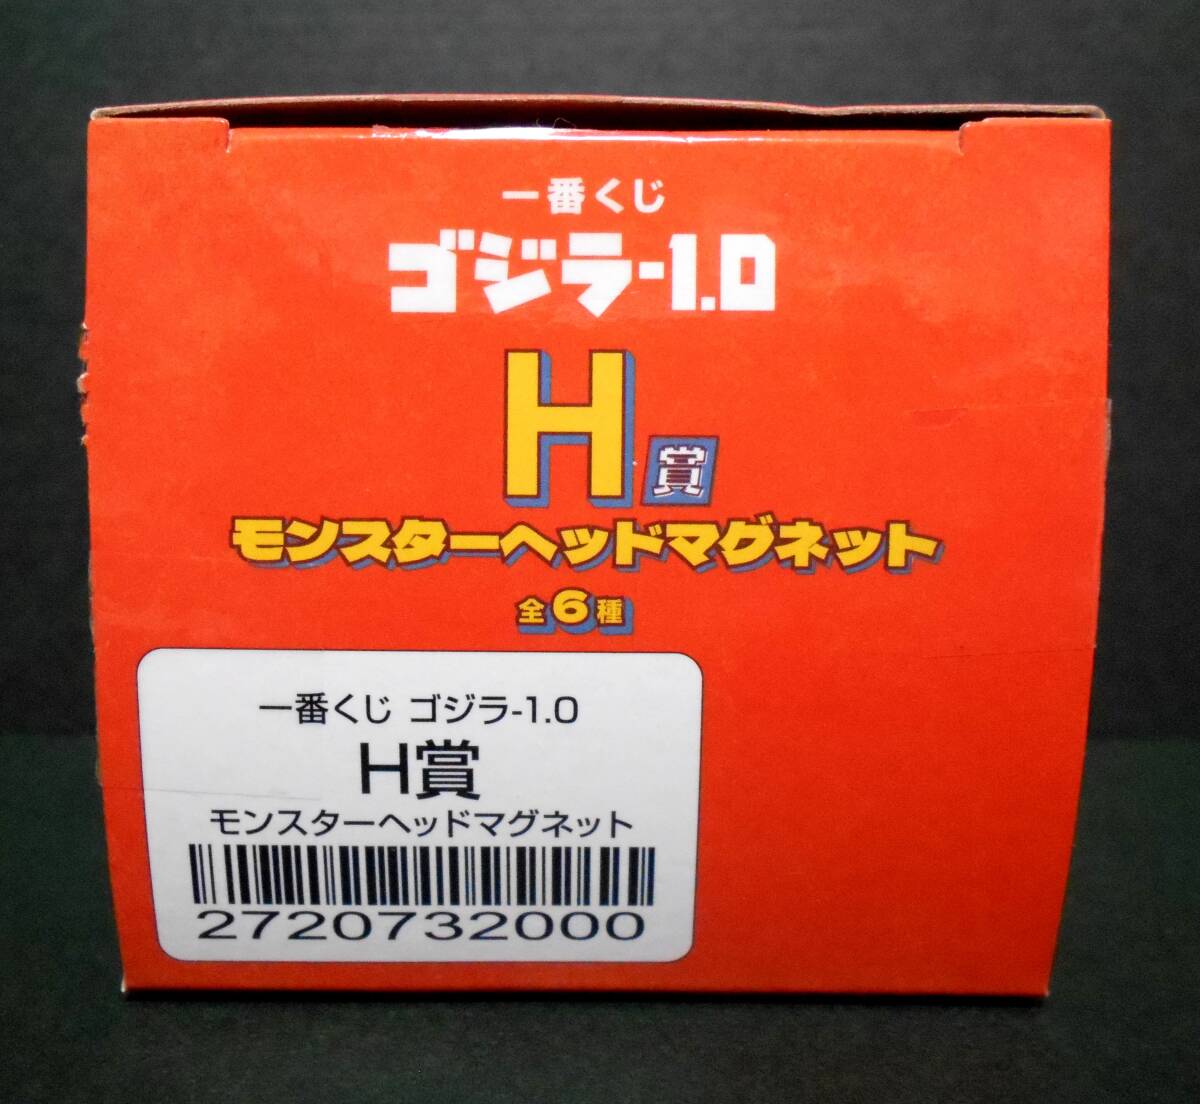 一番くじ
ゴジラ-1.0
H賞
モンスターヘッドマグネット
全6種
一番くじ ゴジラ-1.0
H賞
モンスターヘッドマグネット
2720732000